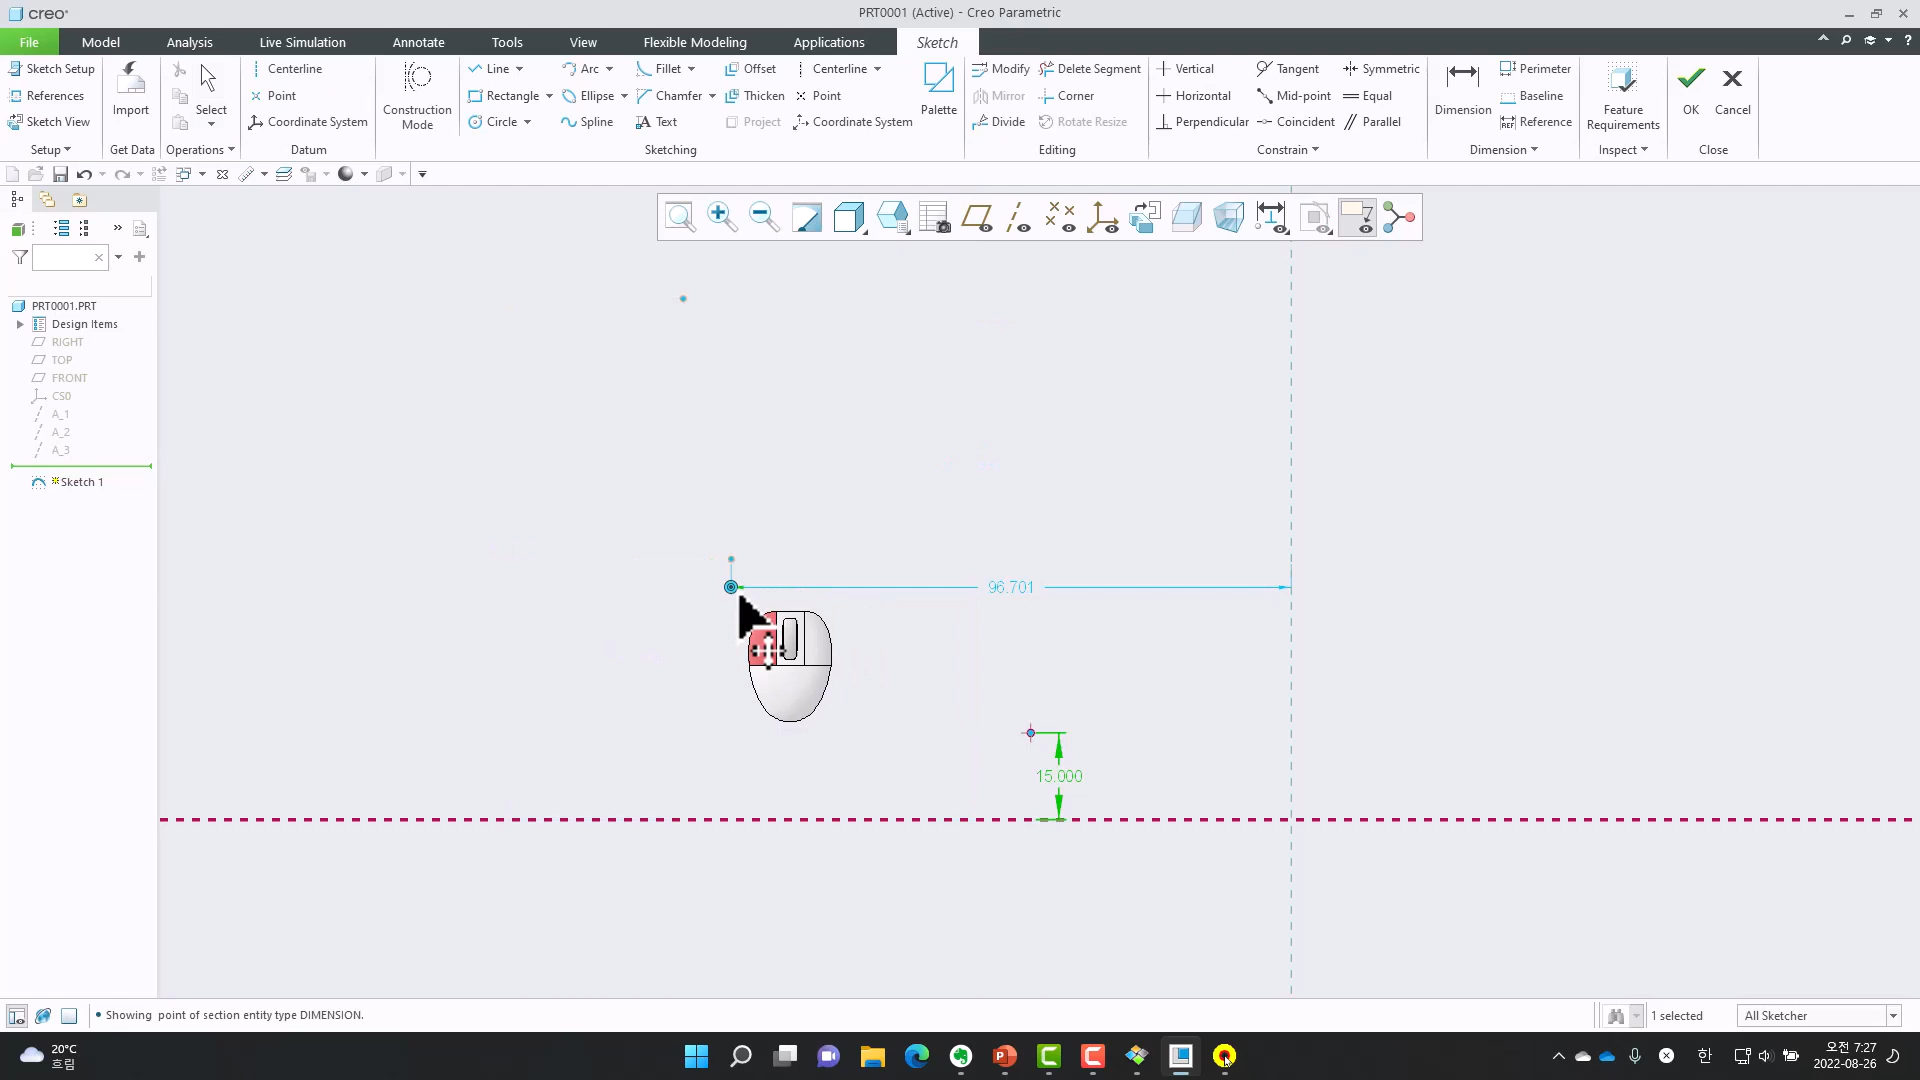 creo®
PRT0001 (Active) - Creo Parametric
File Model Analysis Live Simulation Annotate Tools View Flexible Modeling Applications Sketch
Sketch Setup
References
Sketch View
Setup
Import
Get Data
Select
Operations
Centerline
Point
Coordinate System
Datum
Construction
Mode
Line Arc Fillet Offset Centerline
Rectangle Ellipse Chamfer Thicken Point
Circle Spline Text Project Coordinate System
Palette
Sketching
Modify Delete Segment
Mirror Corner
Divide Rotate Resize
Editing
Vertical Tangent Symmetric
Horizontal Mid-point Equal
Perpendicular Coincident Parallel
Constrain
Dimension
Perimeter
Baseline
REF Reference
Dimension
Feature
Requirements
Inspect
OK
Cancel
Close
PRT0001.PRT
Design Items
RIGHT
TOP
FRONT
CS0
A_1
A_2
A_3
Sketch 1
96.701
15.000
• Showing point of section entity type DIMENSION.
1 selected
All Sketcher
20°C
흐림
한
오전 7:27
2022-08-26